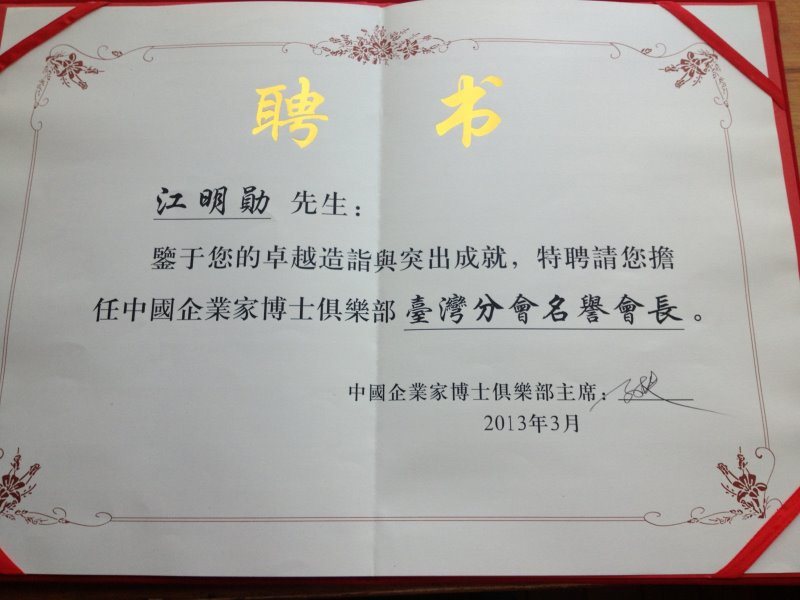 聘书
江明勛 先生：
鑒于您的卓越造詣與突出成就，特聘請您擔
任中國企業家博士俱樂部臺灣分會名譽會長。
中國企業家博士俱樂部主席：
2013年3月